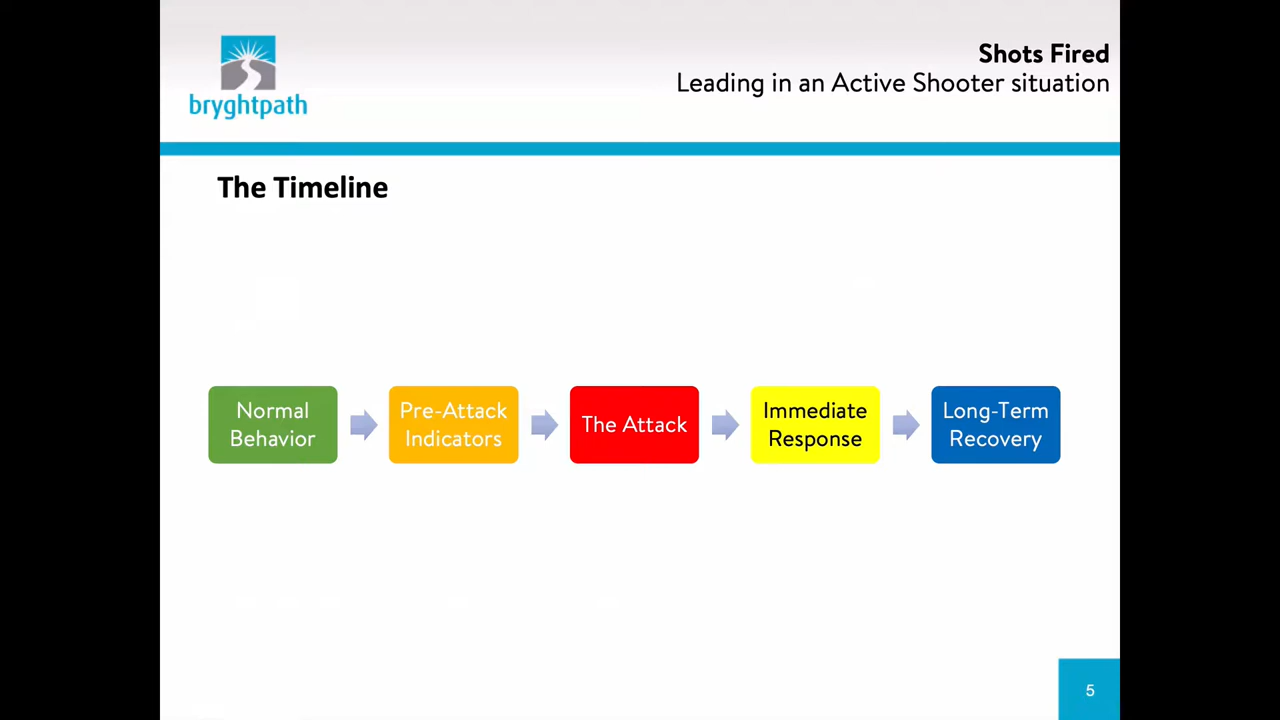 bryghtpath
Shots Fired
Leading in an Active Shooter situation
The Timeline
Normal
Behavior
Pre-Attack
Indicators
The Attack
Immediate
Response
Long-Term
Recovery
5